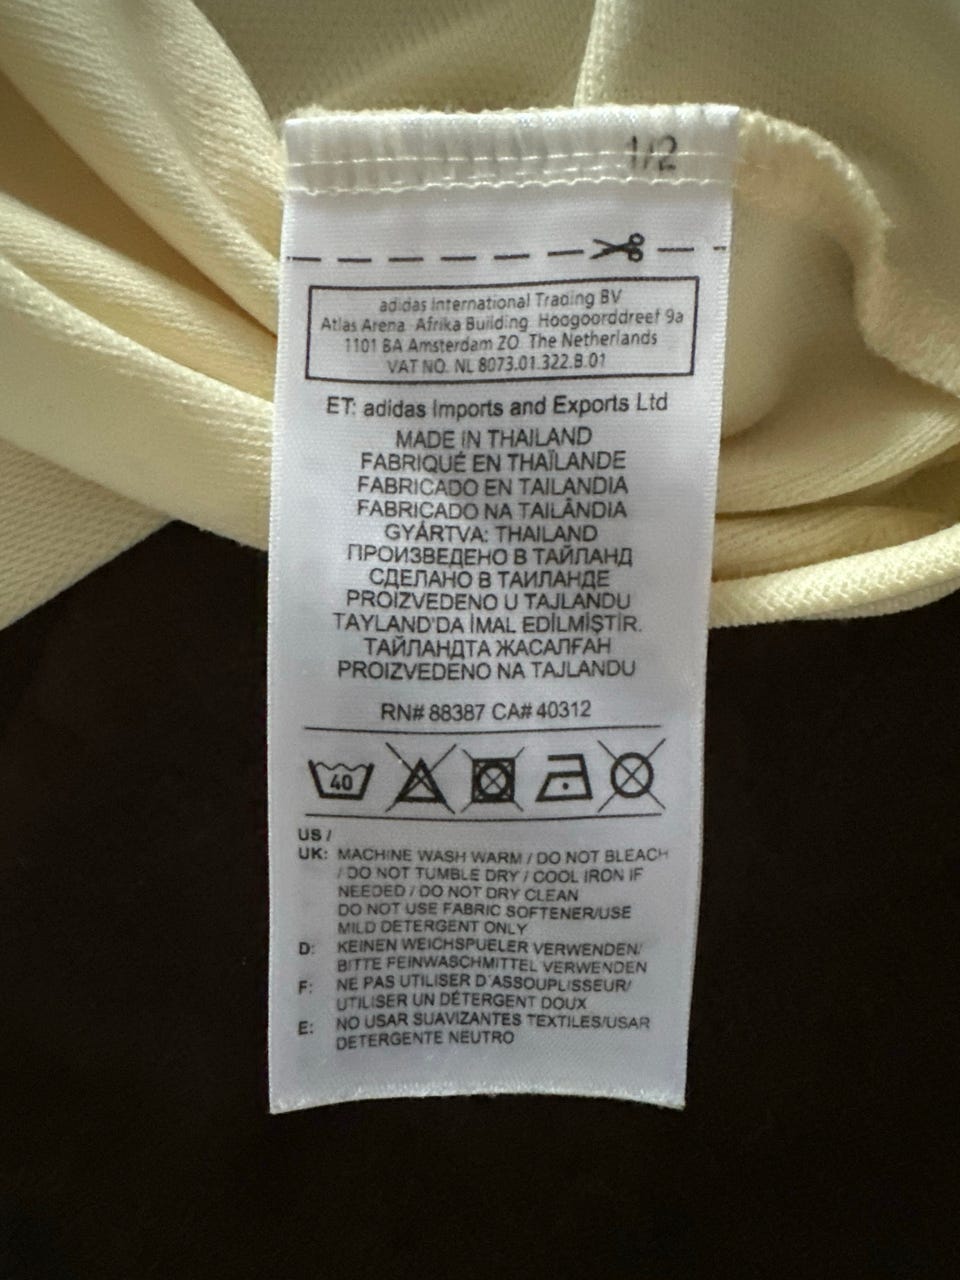 1/2
adidas International Trading BV
Atlas Arena Afrika Building Hoogoorddreef 9a
1101 BA Amsterdam ZO The Netherlands
VAT NO. NL 8073.01.322.B.01
ET: adidas Imports and Exports Ltd
MADE IN THAILAND
FABRIQUÉ EN THAÏLANDE
FABRICADO EN TAILANDIA
FABRICADO NA TAILÂNDIA
GYÁRTVA: THAILAND
ПРОИЗВЕДЕНО В ТАЙЛАНД
СДЕЛАНО В ТАИЛАНДЕ
PROIZVEDENO U TAJLANDU
TAYLAND'DA İMAL EDİLMİŞTİR.
ТАЙЛАНДТА ЖАСАЛҒАН
PROIZVEDENO NA TAJLANDU
RN# 88387 CA# 40312
40
US /
UK: MACHINE WASH WARM / DO NOT BLEACH
/ DO NOT TUMBLE DRY / COOL IRON IF
NEEDED / DO NOT DRY CLEAN
DO NOT USE FABRIC SOFTENER/USE
MILD DETERGENT ONLY
D: KEINEN WEICHSPUELER VERWENDEN/
BITTE FEINWASCHMITTEL VERWENDEN
F: NE PAS UTILISER D'ASSOUPLISSEUR/
UTILISER UN DÉTERGENT DOUX
E: NO USAR SUAVIZANTES TEXTILES/USAR
DETERGENTE NEUTRO